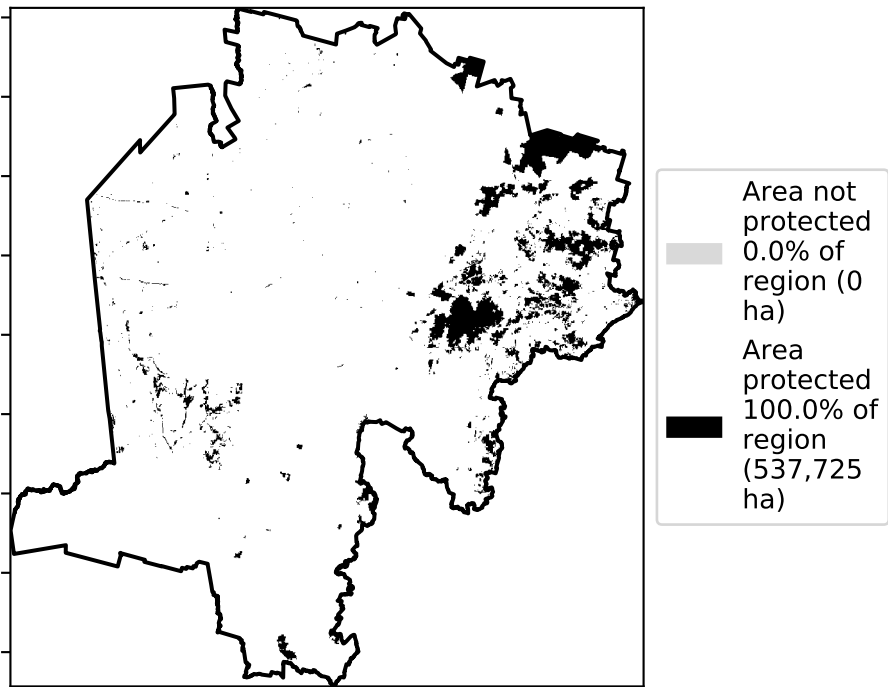 Area not
protected
0.0% of
region (0
ha)
Area
protected
100.0% of
region
(537,725
ha)